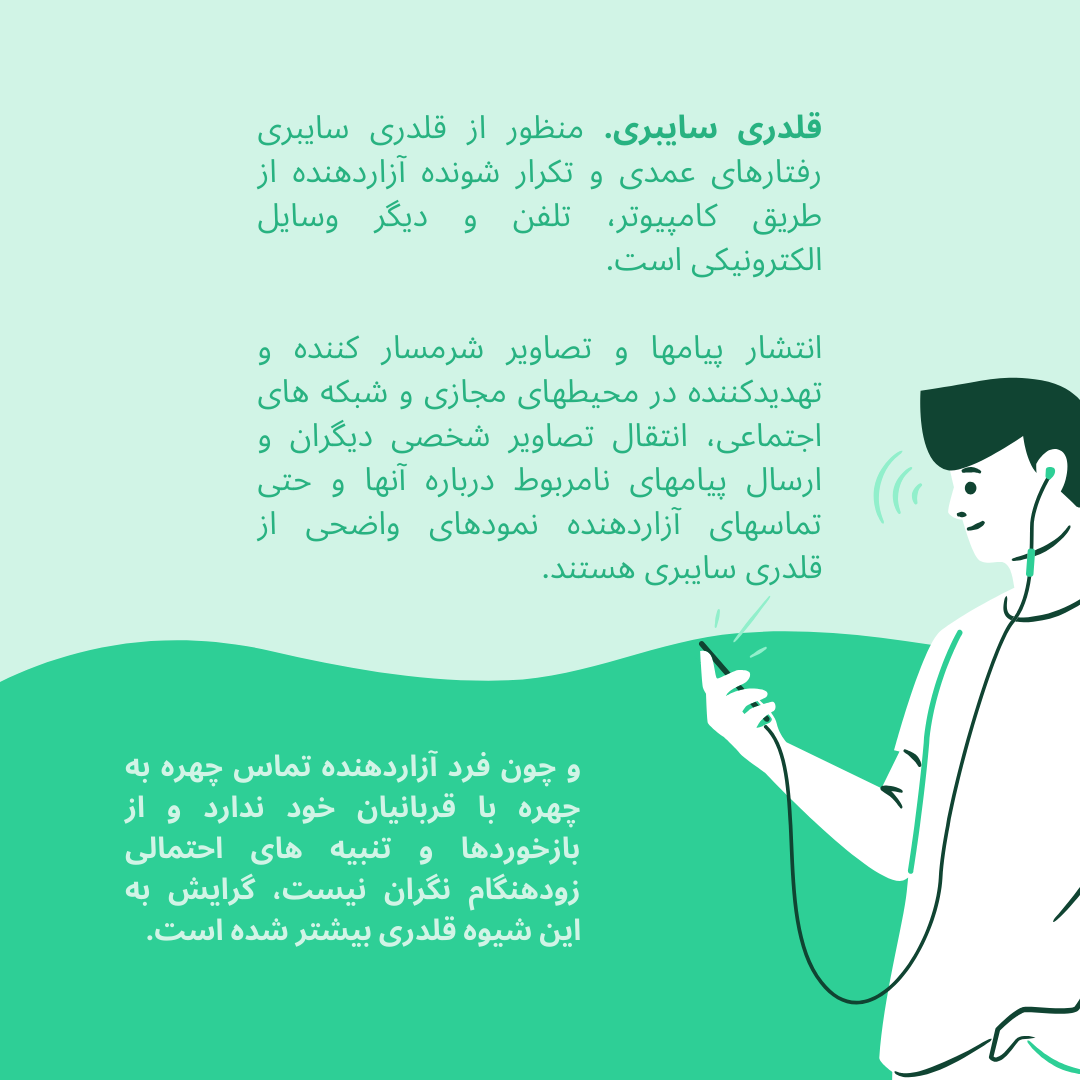 قلدری سایبری. منظور از قلدری سایبری
رفتارهای عمدی و تکرار شونده آزاردهنده از
طریق کامپیوتر، تلفن و دیگر وسایل
الکترونیکی است.
انتشار پیامها و تصاویر شرمسار کننده و
تهدیدکننده در محیطهای مجازی و شبکه های
اجتماعی، انتقال تصاویر شخصی دیگران و
ارسال پیامهای نامربوط درباره آنها و حتی
تماسهای آزاردهنده نمودهای واضحی از
قلدری سایبری هستند.
و چون فرد آزاردهنده تماس چهره به
چهره با قربانیان خود ندارد و از
بازخوردها و تنبیه های احتمالی
زودهنگام نگران نیست، گرایش به
این شیوه قلدری بیشتر شده است.